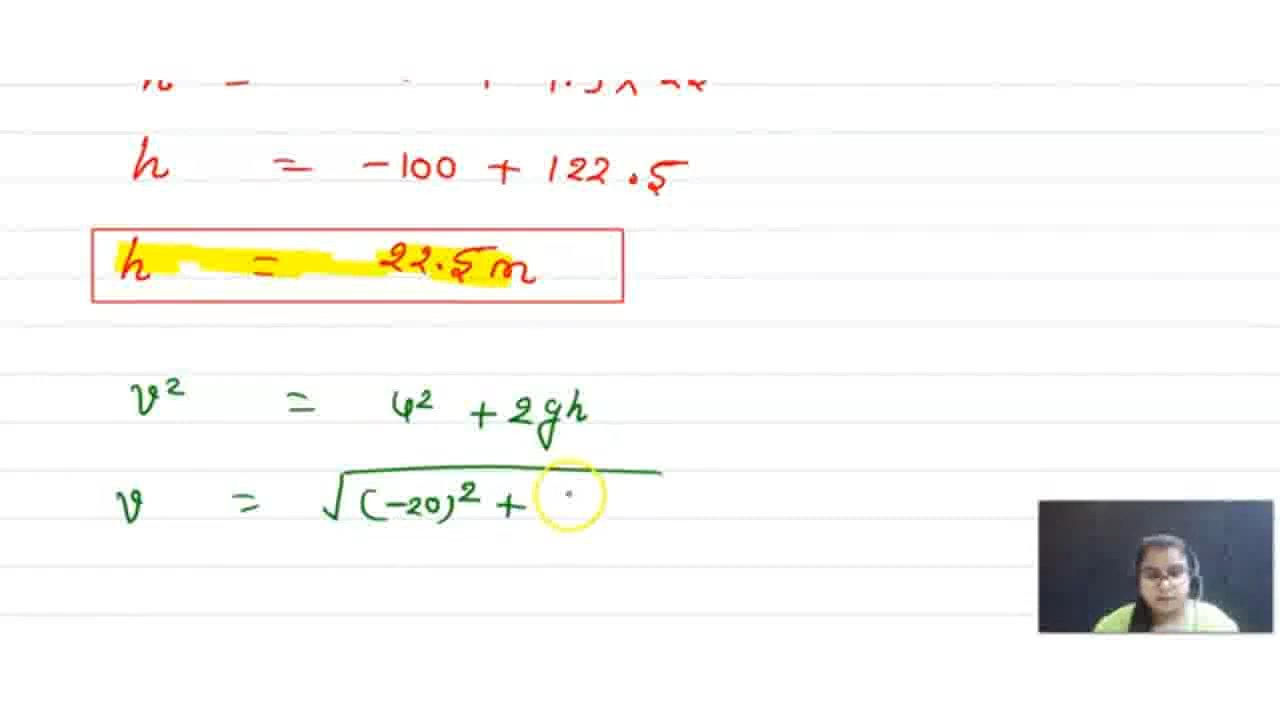 h = -100 + 122.5
h = 22.5 m
v² = u² + 2gh
v = √(-20)² +